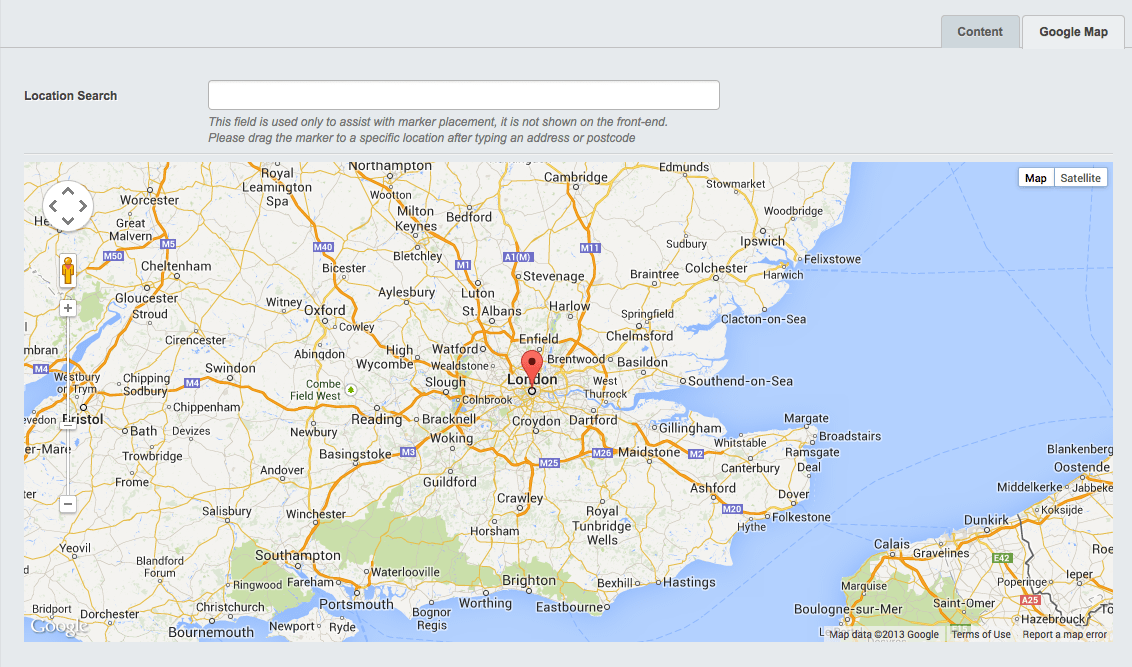 Content
Google Map
Location Search
This field is used only to assist with marker placement, it is not shown on the front-end.
Please drag the marker to a specific location after typing an address or postcode
Map
Satellite
Northampton
Cambridge
Edmunds
Royal
Leamington
Spa
Wootton
Stowmarket
Worcester
Milton
Keynes
Bedford
Woodbridge
Great
Malvern
M5
M50
M40
Bletchley
M1
A1(M)
M11
Sudbury
Ipswich
Felixstowe
Cheltenham
Bicester
Stevenage
Braintree
Colchester
Harwich
Gloucester
Aylesbury
Luton
Stroud
Witney
Oxford
St. Albans
Harlow
Springfield
Clacton-on-Sea
Cowley
Cirencester
Enfield
Chelmsford
Abingdon
High
Wycombe
Watford
Wealdstone
Brentwood
Basildon
mbran
M4
Swindon
Westbury
on Trym
Chipping
Sodbury
M4
Combe
Field West
Slough
London
West
Thurrock
Southend-on-Sea
Colnbrook
Chippenham
evedon
Bristol
Reading
Bracknell
Croydon
Dartford
Margate
Bath
Devizes
Newbury
Woking
Gillingham
Whitstable
Broadstairs
Ramsgate
er-Mare
Trowbridge
Basingstoke
M3
M25
M26
Maidstone
M2
Canterbury
Deal
Blankenberg
Oostende
Frome
Andover
Guildford
Ashford
Dover
Middelkerke
Jabbeke
Crawley
M20
Folkestone
Koksijde
Salisbury
Winchester
Horsham
Royal
Tunbridge
Wells
Hythe
Dunkirk
Yeovil
Southampton
Calais
Gravelines
E42
Roe
Blandford
Forum
Waterlooville
Ringwood
Fareham
Brighton
Bexhill
Hastings
Marquise
Poperinge
Ieper
Christchurch
Portsmouth
Worthing
Eastbourne
Boulogne-sur-Mer
Saint-Omer
A25
Bridport
Dorchester
Bognor
Regis
Hazebrouck
Google
Bournemouth
Newport
Ryde
Map data ©2013 Google
Terms of Use
Report a map error